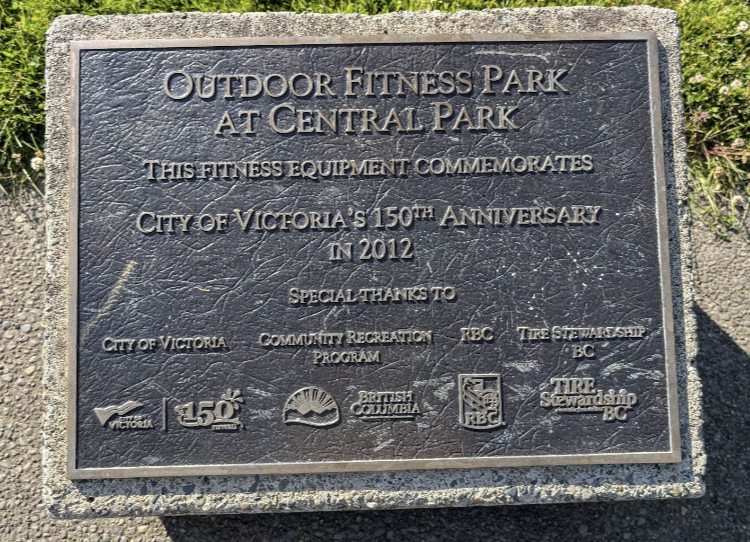 OUTDOOR FITNESS PARK
AT CENTRAL PARK
THIS FITNESS EQUIPMENT COMMEMORATES
CITY OF VICTORIA'S 150TH ANNIVERSARY
IN 2012
SPECIAL THANKS TO
CITY OF VICTORIA
COMMUNITY RECREATION
PROGRAM
RBC
TIRE STEWARDSHIP
BC
CITY OF
VICTORIA
150
BRITISH
COLUMBIA
RBC
TIRE
Stewardship
BC